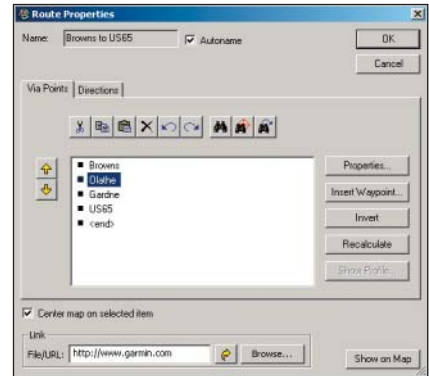 Route Properties
Name: Browns to US65 Autoname OK
Cancel
Via Points Directions
Browns
Olathe
Gardne
US65
<end>
Properties...
Insert Waypoint...
Invert
Recalculate
Show Profile...
Center map on selected item
Link
File/URL: http://www.garmin.com Browse... Show on Map